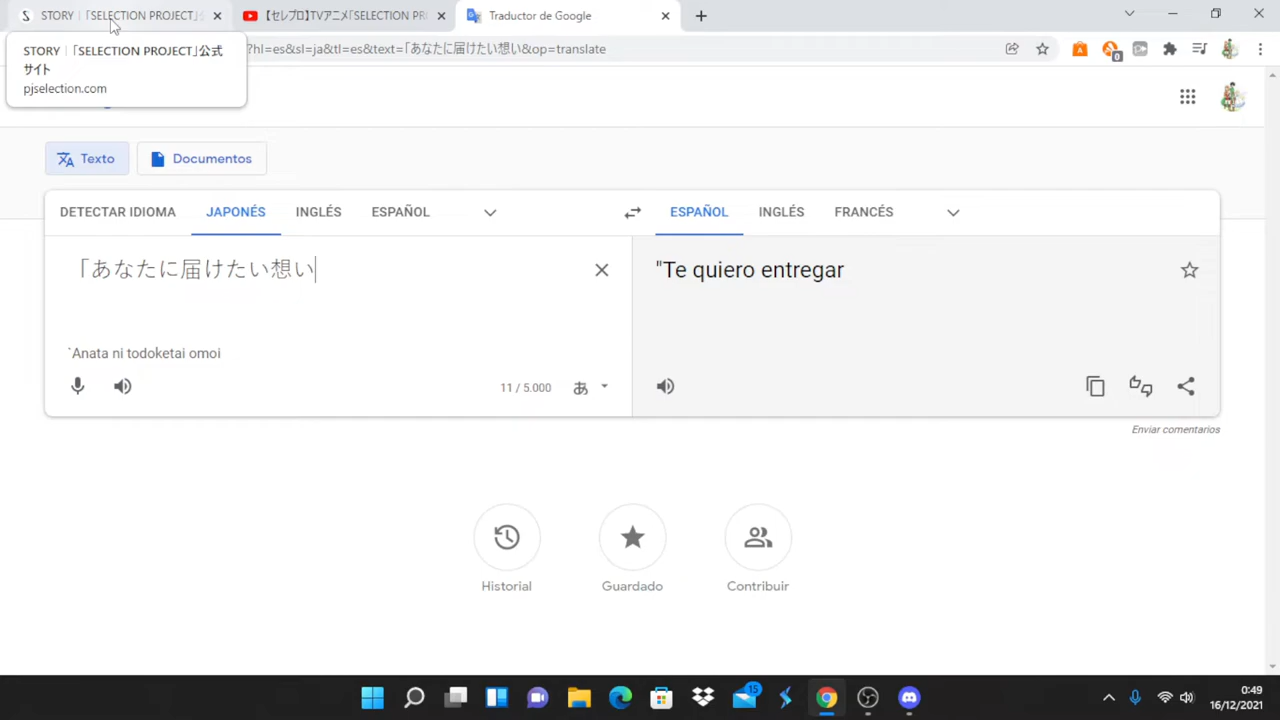 STORY｜「SELECTION PROJECT」公
【セレプロ】TVアニメ「SELECTION PR
Traductor de Google
?hl=es&sl=ja&tl=es&text=「あなたに届けたい想い&op=translate
0
STORY｜「SELECTION PROJECT」公式
サイト
pjselection.com
Texto
Documentos
DETECTAR IDIOMA
JAPONÉS
INGLÉS
ESPAÑOL
ESPAÑOL
INGLÉS
FRANCÉS
「あなたに届けたい想い
"Te quiero entregar
`Anata ni todoketai omoi
11 / 5.000
あ
Enviar comentarios
Historial
Guardado
Contribuir
15
0:49
16/12/2021